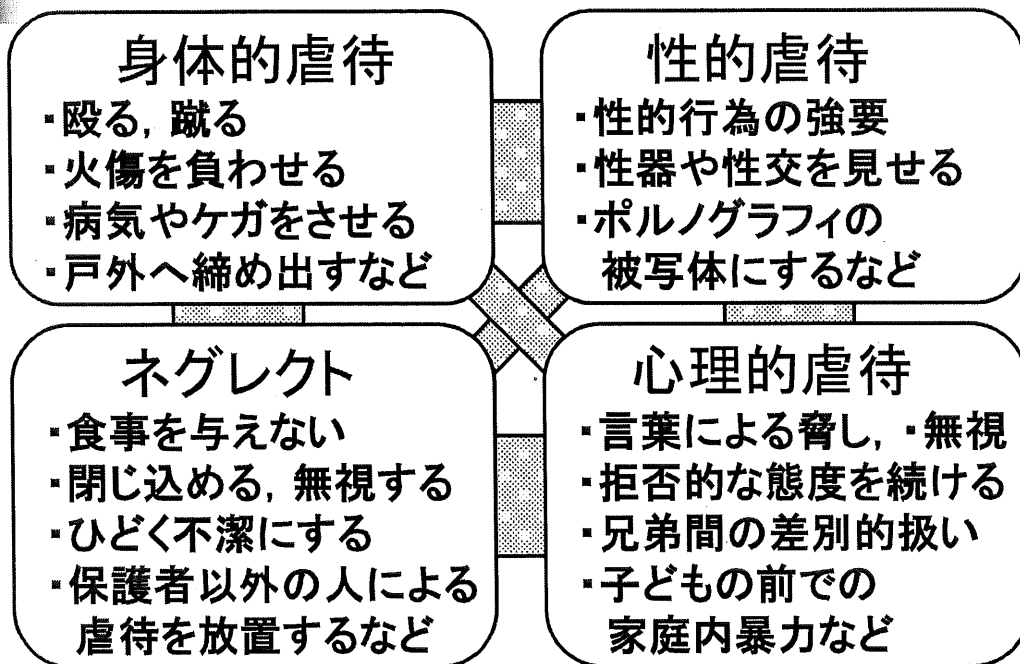 身体的虐待
・殴る, 蹴る
・火傷を負わせる
・病気やケガをさせる
・戸外へ締め出すなど
性的虐待
・性的行為の強要
・性器や性交を見せる
・ポルノグラフィの
被写体にするなど
ネグレクト
・食事を与えない
・閉じ込める, 無視する
・ひどく不潔にする
・保護者以外の人による
虐待を放置するなど
心理的虐待
・言葉による脅し, ・無視
・拒否的な態度を続ける
・兄弟間の差別的扱い
・子どもの前での
家庭内暴力など